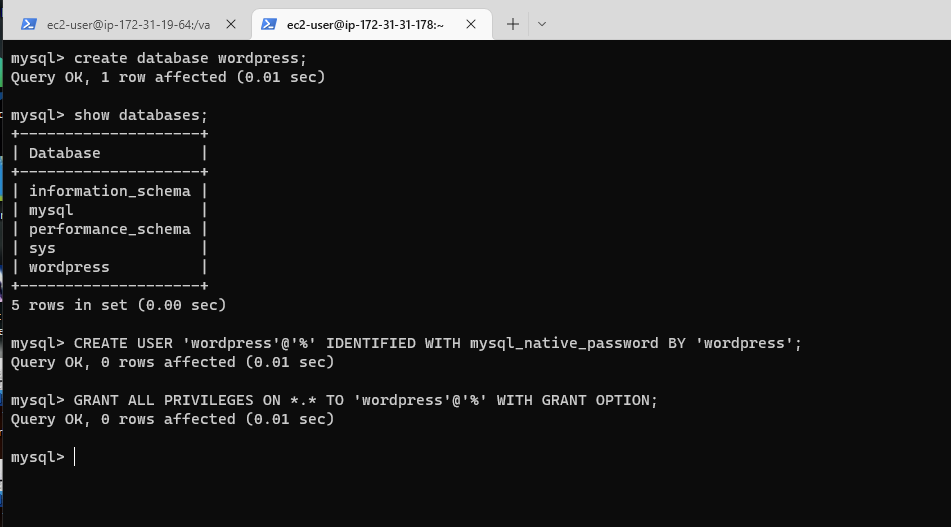 ec2-user@ip-172-31-19-64:/va
ec2-user@ip-172-31-31-178:~
mysql> create database wordpress;
Query OK, 1 row affected (0.01 sec)
mysql> show databases;
+--------------------+
| Database           |
+--------------------+
| information_schema |
| mysql              |
| performance_schema |
| sys                |
| wordpress          |
+--------------------+
5 rows in set (0.00 sec)
mysql> CREATE USER 'wordpress'@'%' IDENTIFIED WITH mysql_native_password BY 'wordpress';
Query OK, 0 rows affected (0.01 sec)
mysql> GRANT ALL PRIVILEGES ON *.* TO 'wordpress'@'%' WITH GRANT OPTION;
Query OK, 0 rows affected (0.01 sec)
mysql>